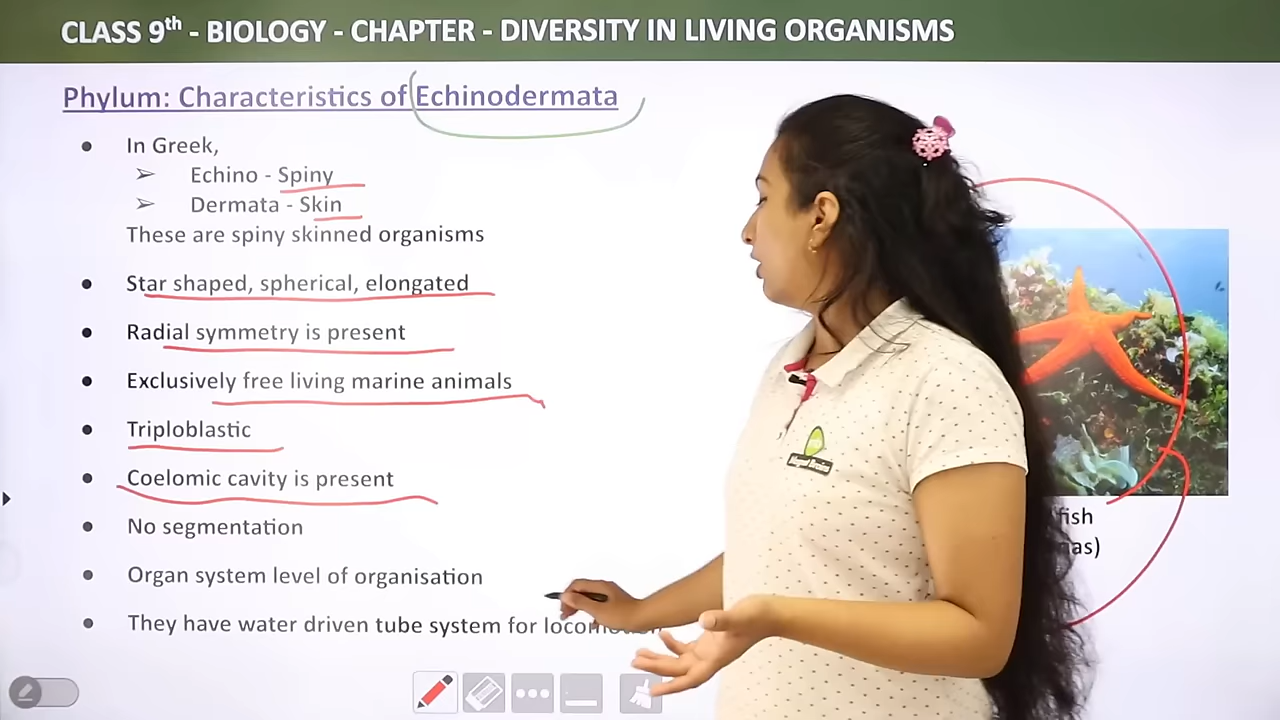 CLASS 9th - BIOLOGY - CHAPTER - DIVERSITY IN LIVING ORGANISMS
Phylum: Characteristics of Echinodermata
In Greek,
Echino - Spiny
Dermata - Skin
These are spiny skinned organisms
Star shaped, spherical, elongated
Radial symmetry is present
Exclusively free living marine animals
Triploblastic
Coelomic cavity is present
No segmentation
Organ system level of organisation
They have water driven tube system for
fish